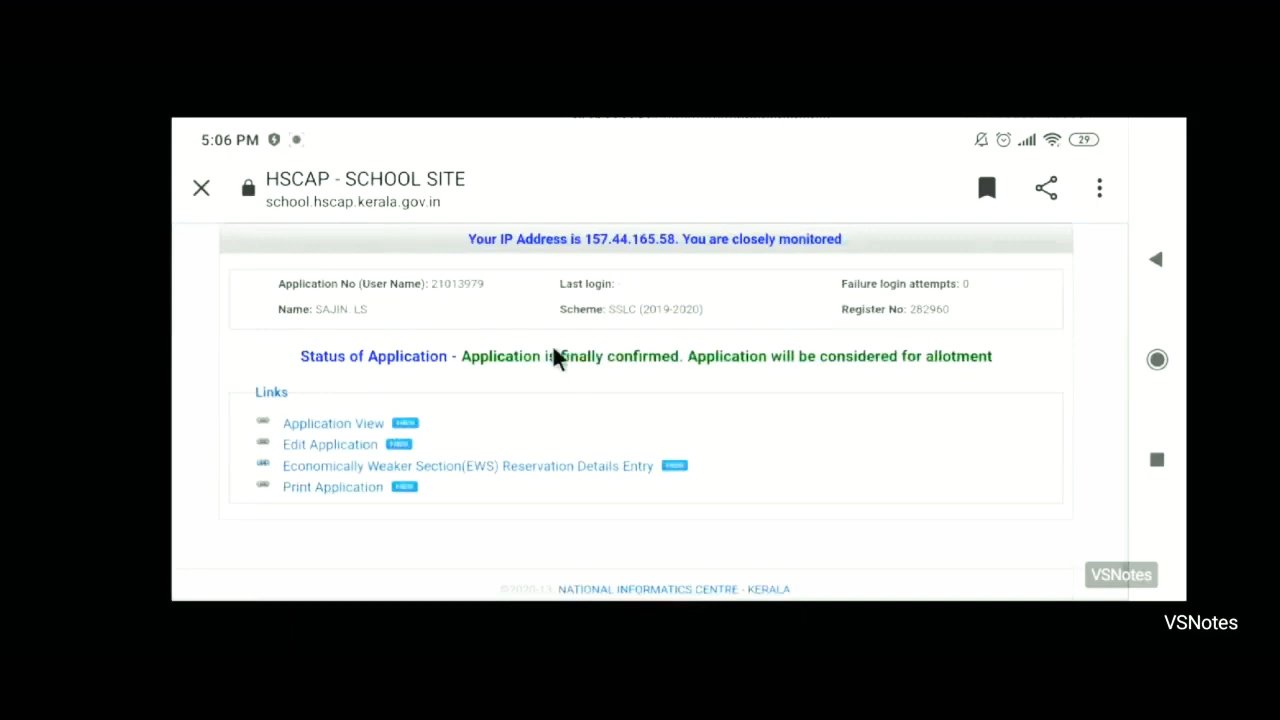 5:06 PM 29
HSCAP - SCHOOL SITE
school.hscap.kerala.gov.in
Your IP Address is 157.44.165.58. You are closely monitored
Application No (User Name): 21013979 Last login: - Failure login attempts: 0
Name: SAJIN. LS Scheme: SSLC (2019-2020) Register No: 282960
Status of Application - Application is finally confirmed. Application will be considered for allotment
Links
Application View
Edit Application
Economically Weaker Section(EWS) Reservation Details Entry
Print Application
NATIONAL INFORMATICS CENTRE - KERALA
VSNotes
VSNotes